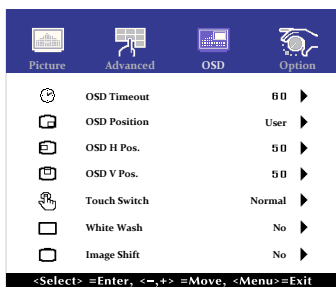 Picture Advanced OSD Option
OSD Timeout 60
OSD Position User
OSD H Pos. 50
OSD V Pos. 50
Touch Switch Normal
White Wash No
Image Shift No
<Select> =Enter, <−,+> =Move, <Menu>=Exit